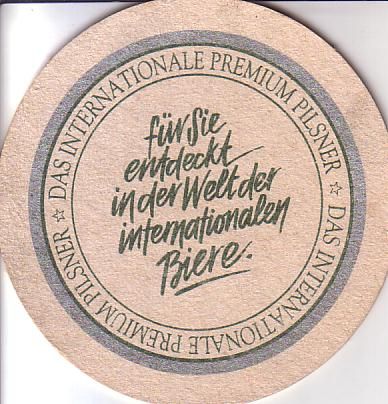 DAS INTERNATIONALE PREMIUM PILSNER ☆ DAS INTERNATIONALE PREMIUM PILSNER ☆
für Sie
entdeckt
in der Welt der
internationalen
Biere.